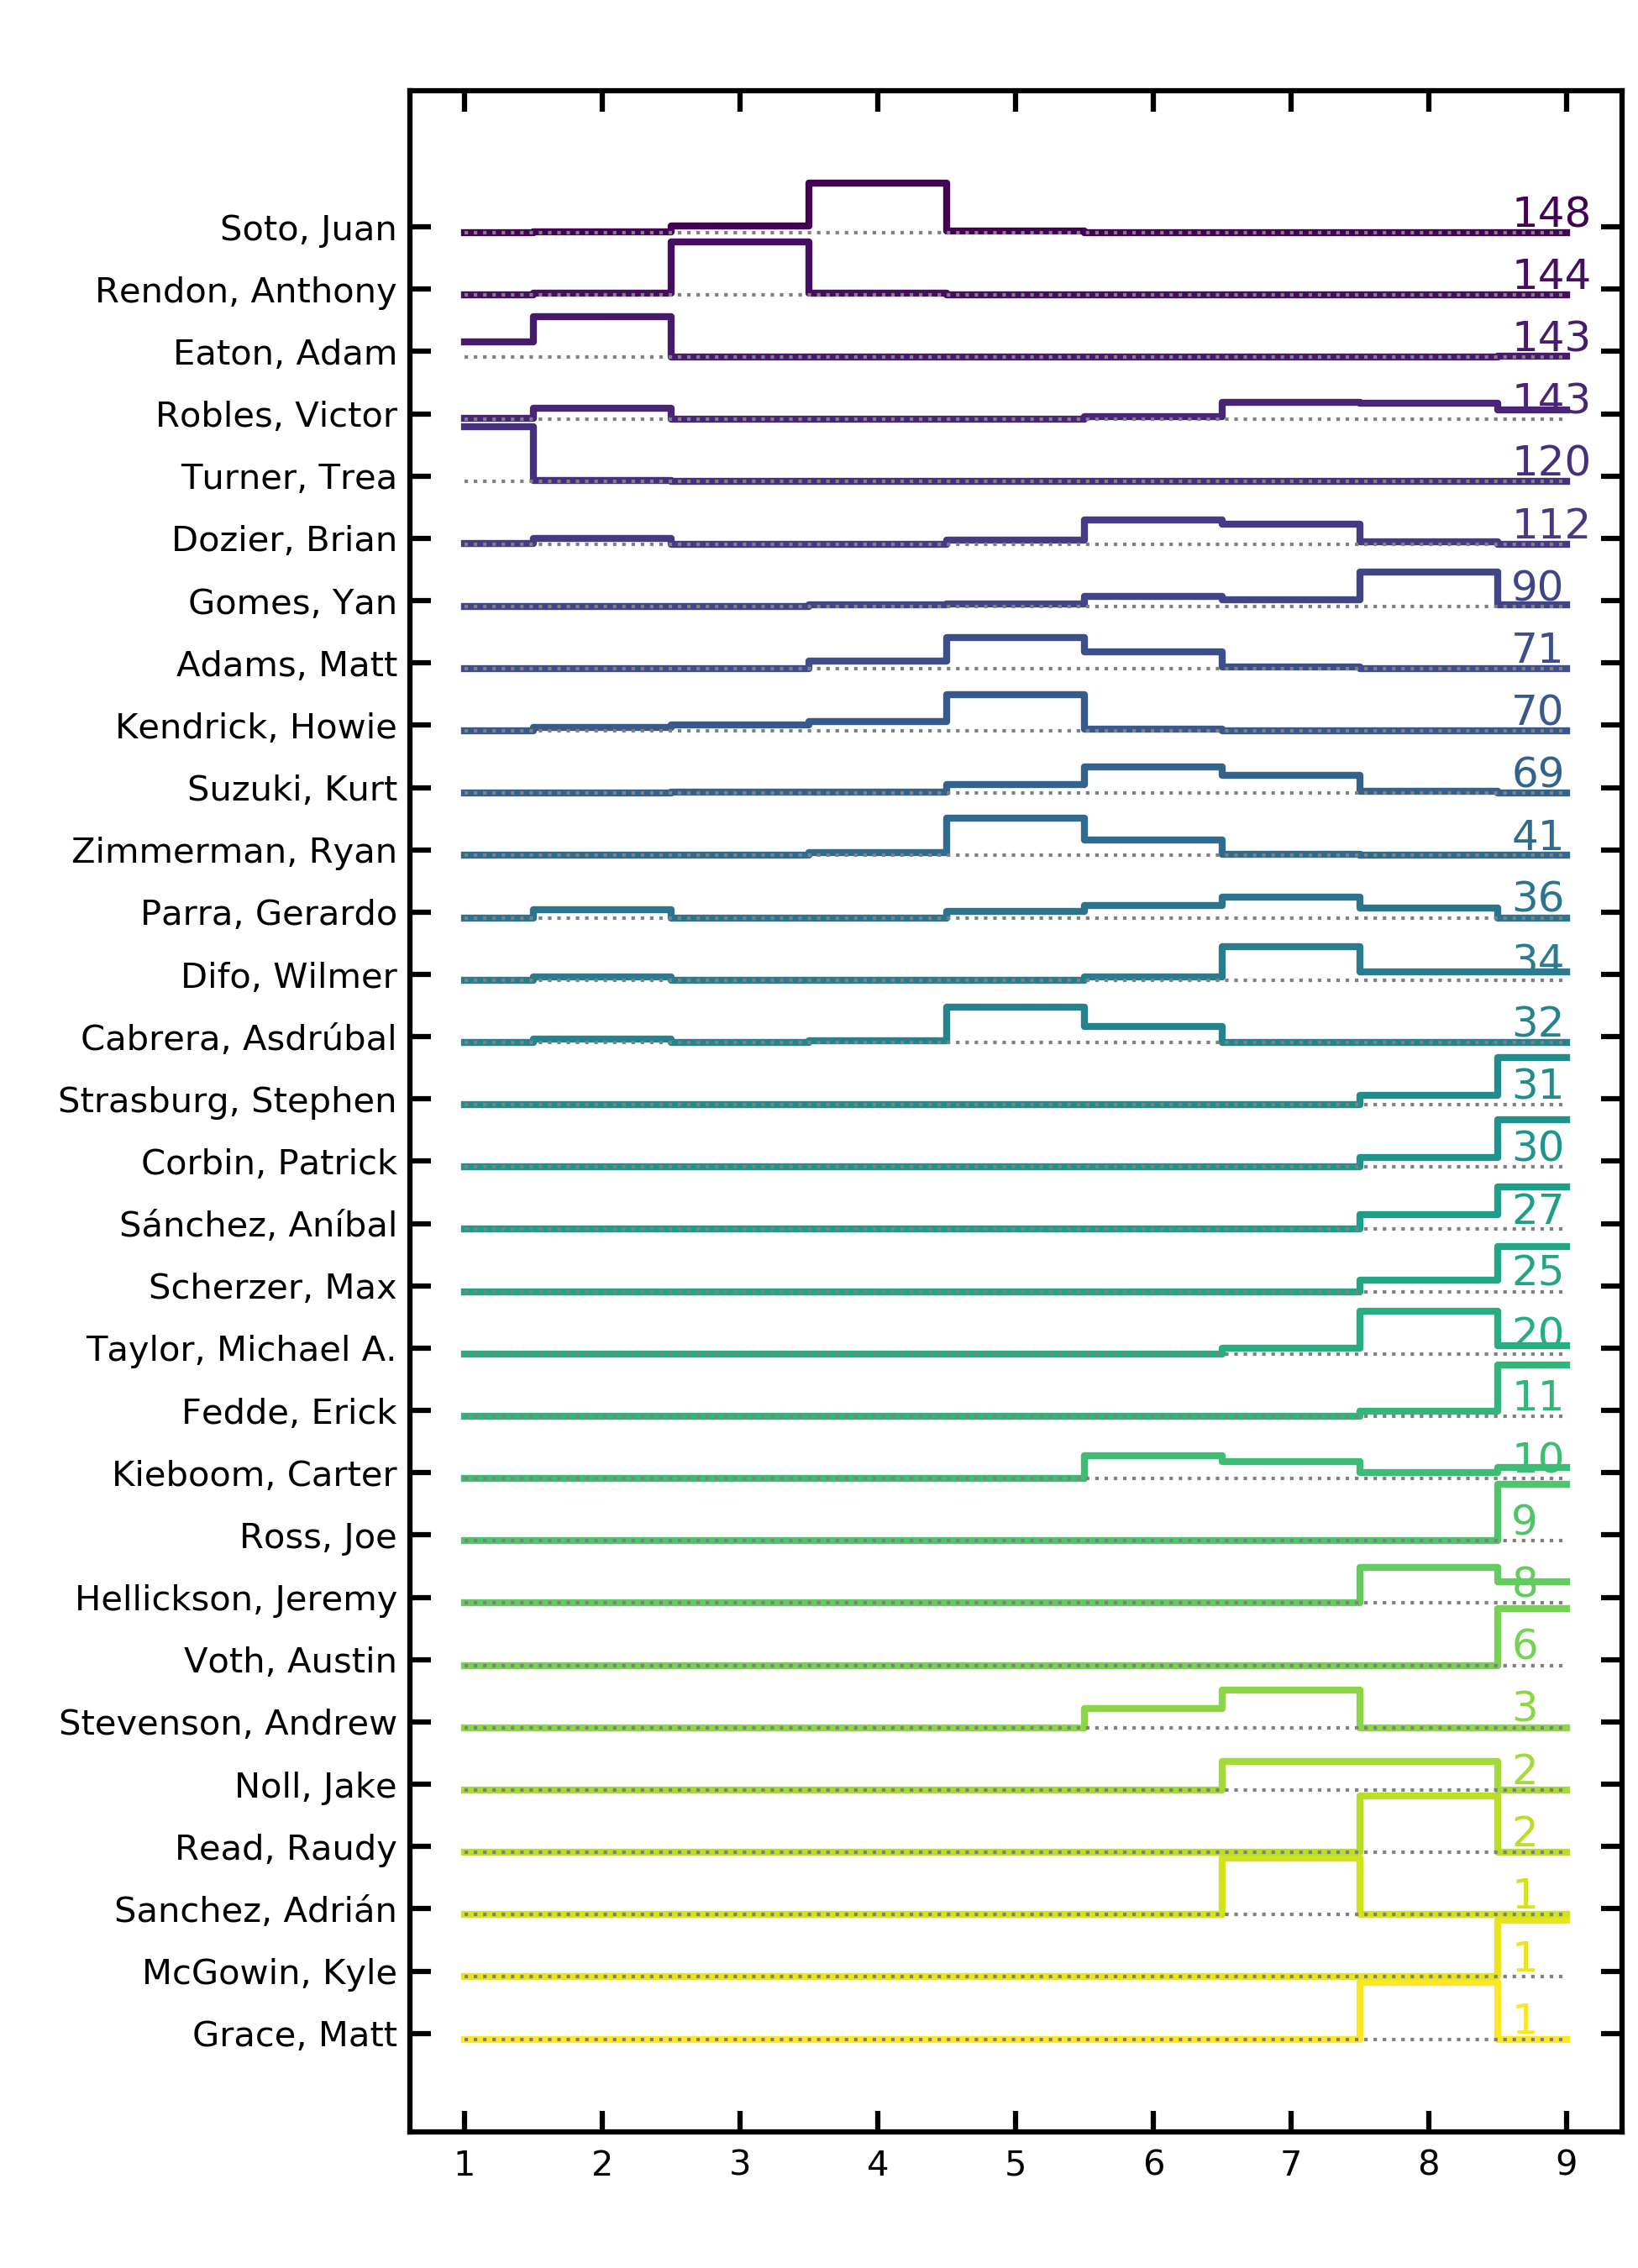 Soto, Juan 148
Rendon, Anthony 144
Eaton, Adam 143
Robles, Victor 143
Turner, Trea 120
Dozier, Brian 112
Gomes, Yan 90
Adams, Matt 71
Kendrick, Howie 70
Suzuki, Kurt 69
Zimmerman, Ryan 41
Parra, Gerardo 36
Difo, Wilmer 34
Cabrera, Asdrúbal 32
Strasburg, Stephen 31
Corbin, Patrick 30
Sánchez, Aníbal 27
Scherzer, Max 25
Taylor, Michael A. 20
Fedde, Erick 11
Kieboom, Carter 10
Ross, Joe 9
Hellickson, Jeremy 8
Voth, Austin 6
Stevenson, Andrew 3
Noll, Jake 2
Read, Raudy 2
Sanchez, Adrián 1
McGowin, Kyle 1
Grace, Matt 1
1 2 3 4 5 6 7 8 9